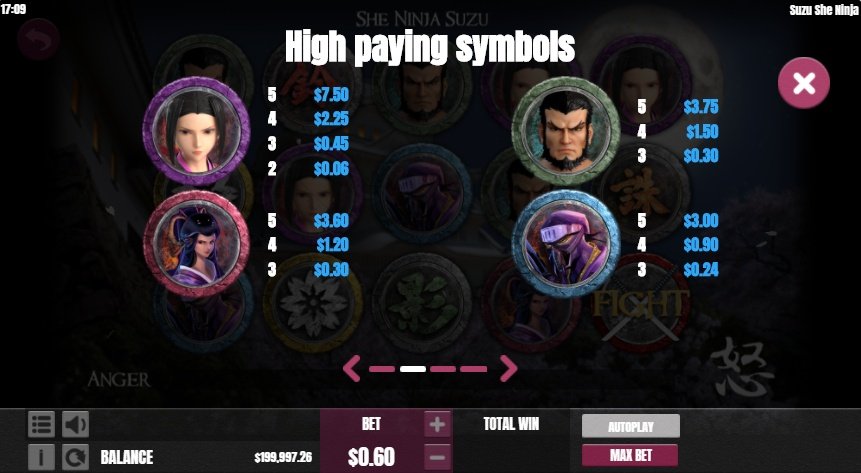 17:09
Suzu She Ninja
She Ninja Suzu
High paying symbols
5 $7.50
4 $2.25
3 $0.45
2 $0.06
5 $3.75
4 $1.50
3 $0.30
5 $3.60
4 $1.20
3 $0.30
5 $3.00
4 $0.90
3 $0.24
鈴
誅
影
FIGHT
Anger
怒
BET
TOTAL WIN
AUTOPLAY
i
BALANCE
$199,997.26
$0.60
MAX BET